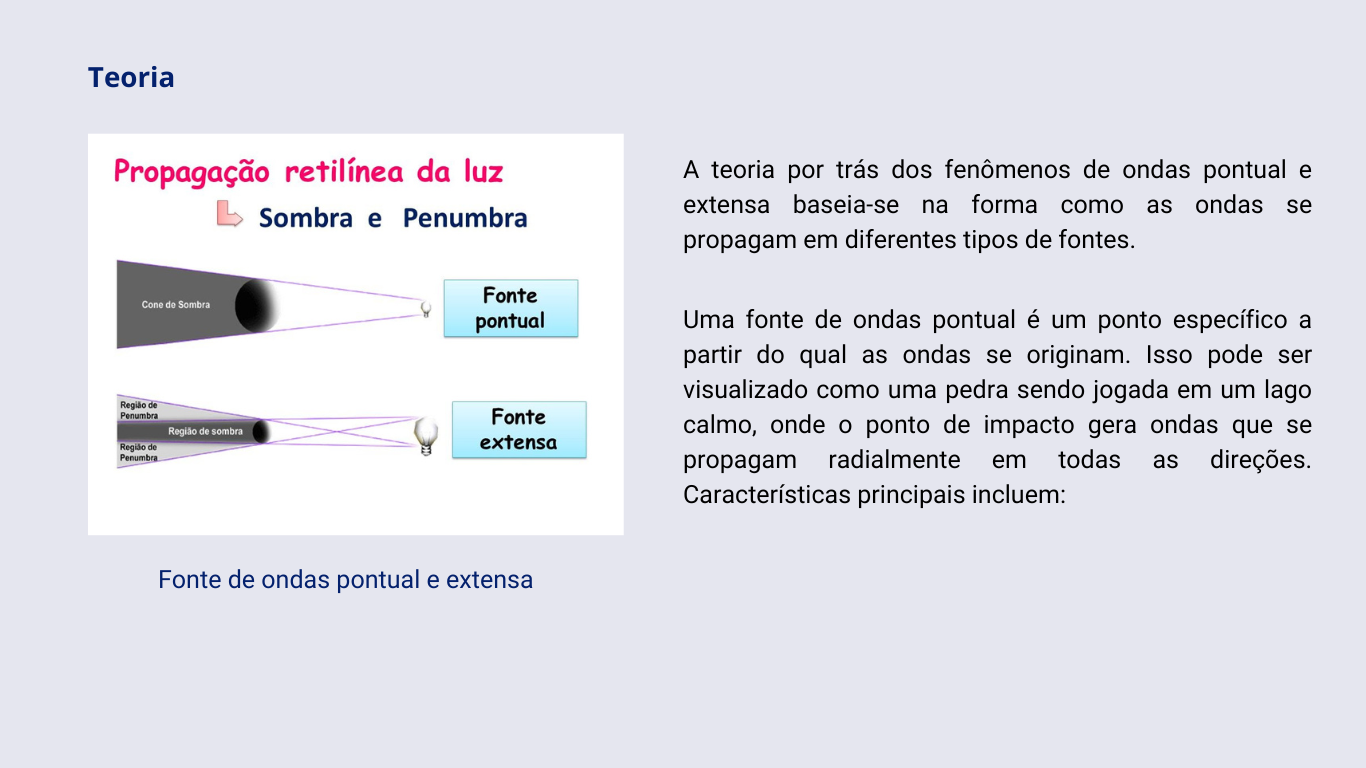 Teoria
Propagação retilínea da luz
Sombra e Penumbra
Cone de Sombra
Fonte
pontual
Região de
Penumbra
Região de sombra
Região de
Penumbra
Fonte
extensa
Fonte de ondas pontual e extensa
A teoria por trás dos fenômenos de ondas pontual e
extensa baseia-se na forma como as ondas se
propagam em diferentes tipos de fontes.
Uma fonte de ondas pontual é um ponto específico a
partir do qual as ondas se originam. Isso pode ser
visualizado como uma pedra sendo jogada em um lago
calmo, onde o ponto de impacto gera ondas que se
propagam radialmente em todas as direções.
Características principais incluem: